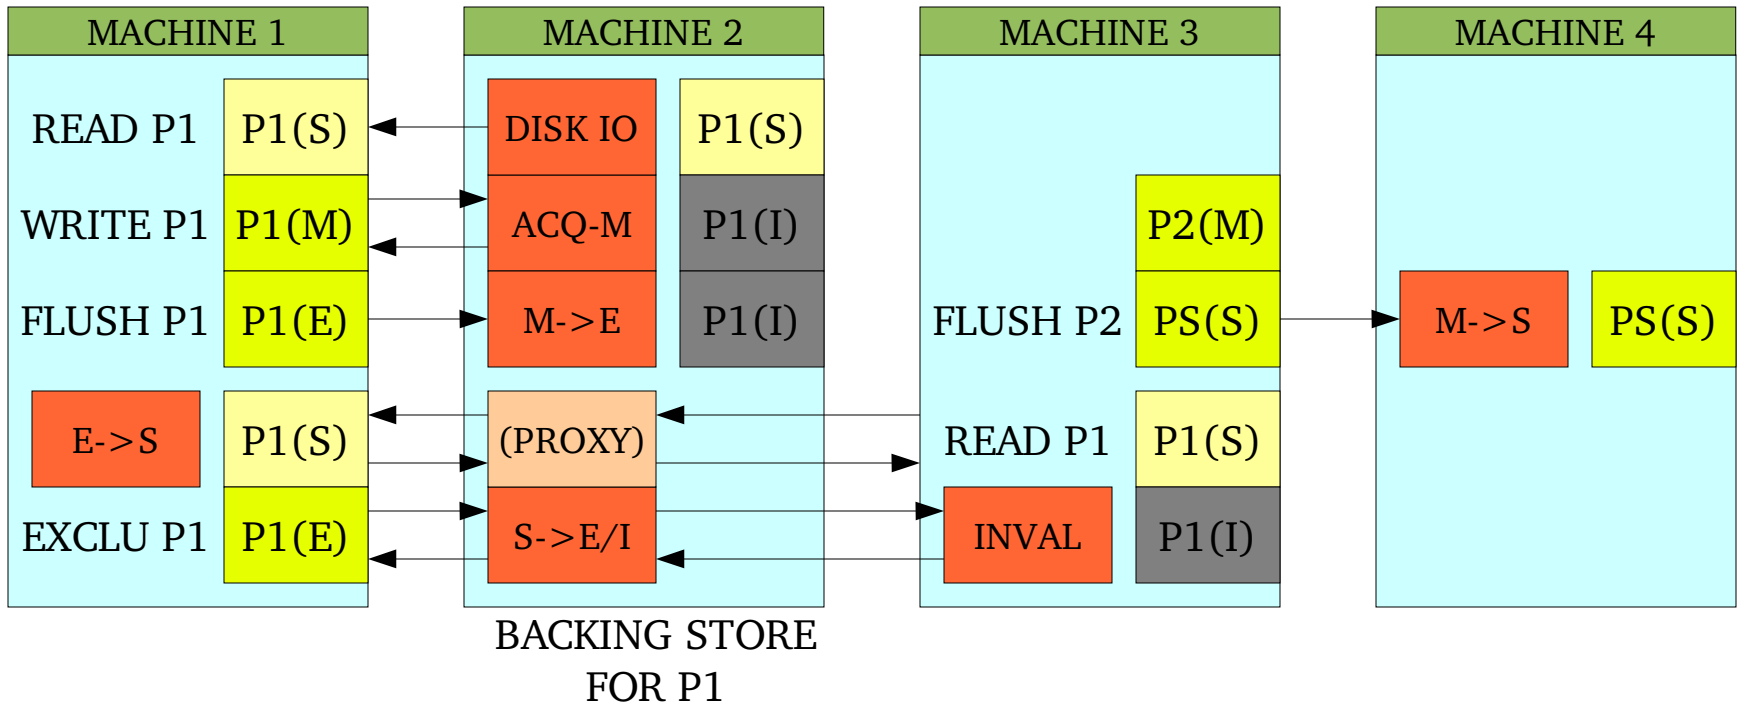 MACHINE 1 MACHINE 2 MACHINE 3 MACHINE 4
READ P1 P1(S) DISK IO P1(S)
WRITE P1 P1(M) ACQ-M P1(I) P2(M)
FLUSH P1 P1(E) M->E P1(I) FLUSH P2 PS(S) M->S PS(S)
E->S P1(S) (PROXY) READ P1 P1(S)
EXCLU P1 P1(E) S->E/I INVAL P1(I)
BACKING STORE
FOR P1